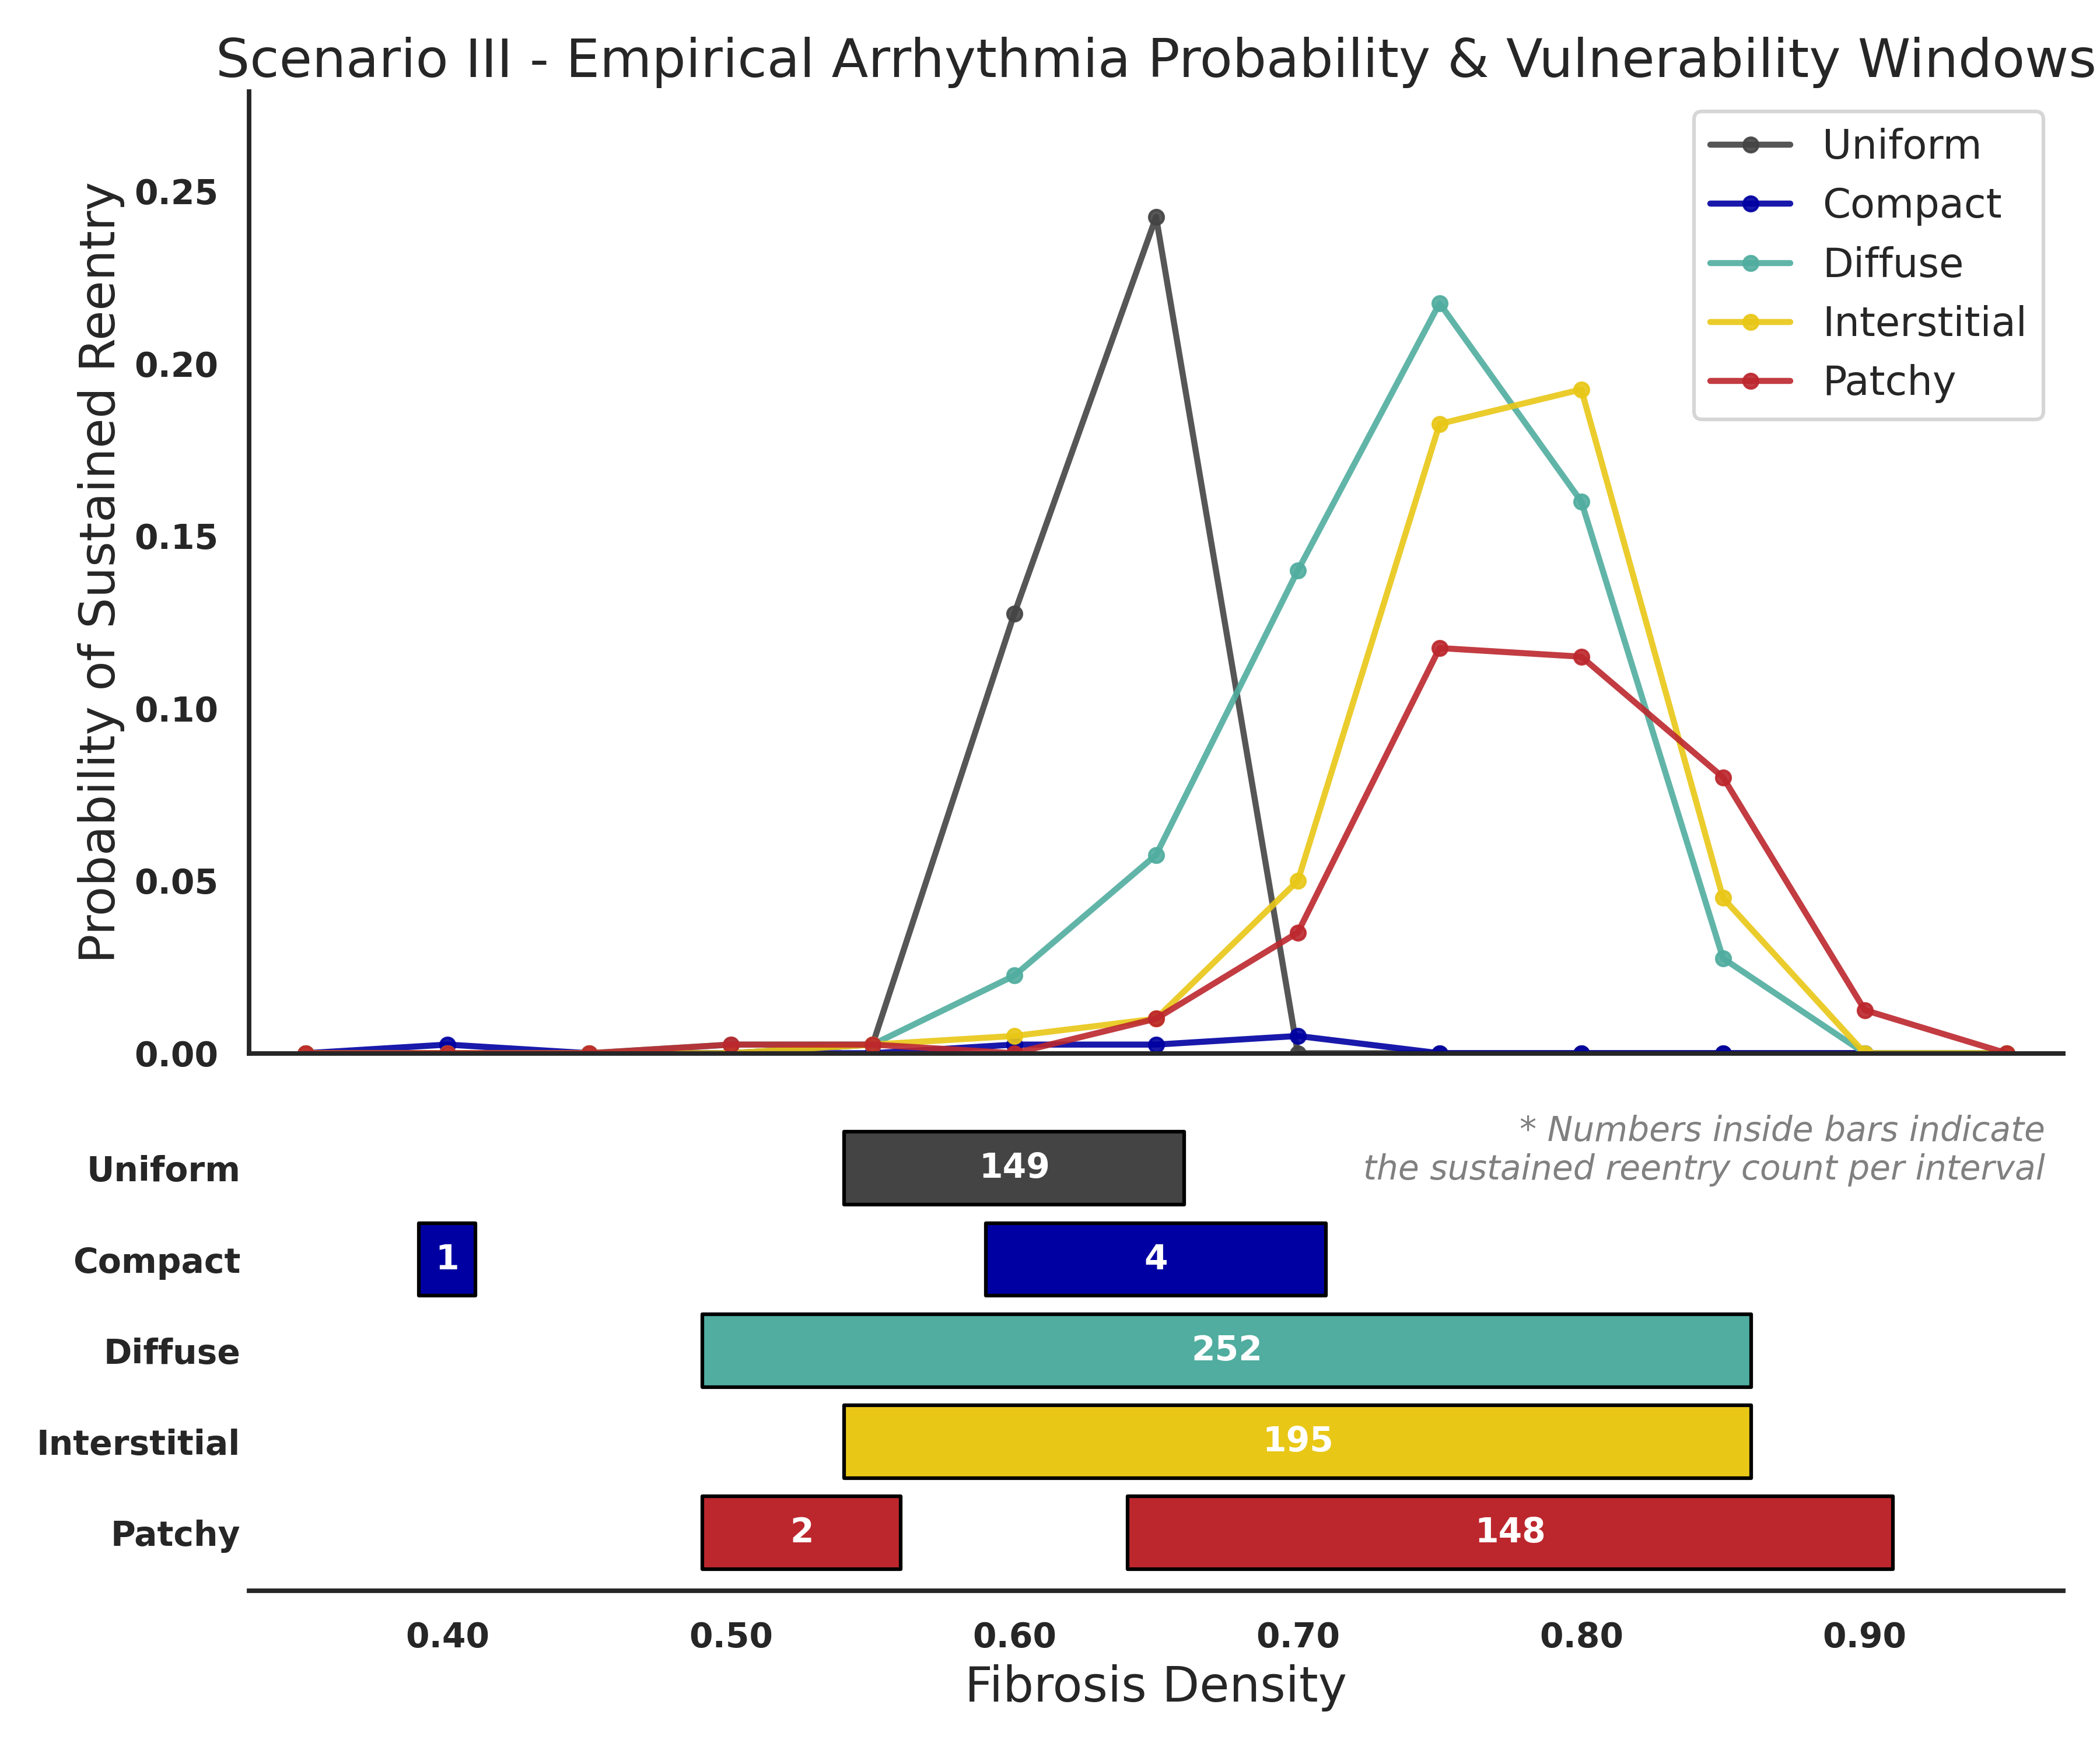 Scenario III - Empirical Arrhythmia Probability & Vulnerability Windows
Probability of Sustained Reentry
0.25
0.20
0.15
0.10
0.05
0.00
Uniform
Compact
Diffuse
Interstitial
Patchy
* Numbers inside bars indicate
the sustained reentry count per interval
Uniform
149
Compact
1
4
Diffuse
252
Interstitial
195
Patchy
2
148
0.40
0.50
0.60
0.70
0.80
0.90
Fibrosis Density